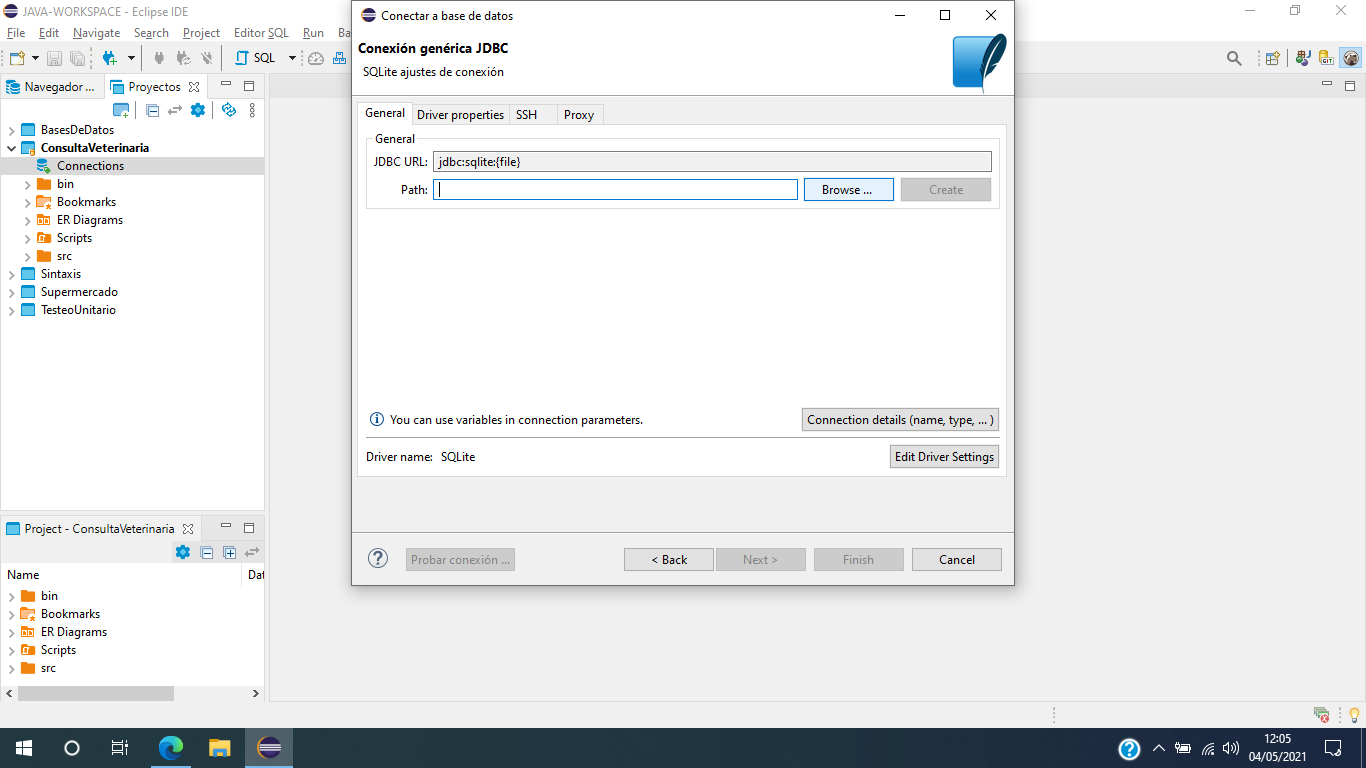 JAVA-WORKSPACE - Eclipse IDE
File Edit Navigate Search Project Editor SQL Run
SQL
Navegador ... Proyectos
BasesDeDatos
ConsultaVeterinaria
Connections
bin
Bookmarks
ER Diagrams
Scripts
src
Sintaxis
Supermercado
TesteoUnitario
Project - ConsultaVeterinaria
Name
bin
Bookmarks
ER Diagrams
Scripts
src
Conectar a base de datos
Conexión genérica JDBC
SQLite ajustes de conexión
General Driver properties SSH Proxy
General
JDBC URL: jdbc:sqlite:{file}
Path: Browse ... Create
You can use variables in connection parameters. Connection details (name, type, ... )
Driver name: SQLite Edit Driver Settings
Probar conexión ... < Back Next > Finish Cancel
GIT
12:05
04/05/2021